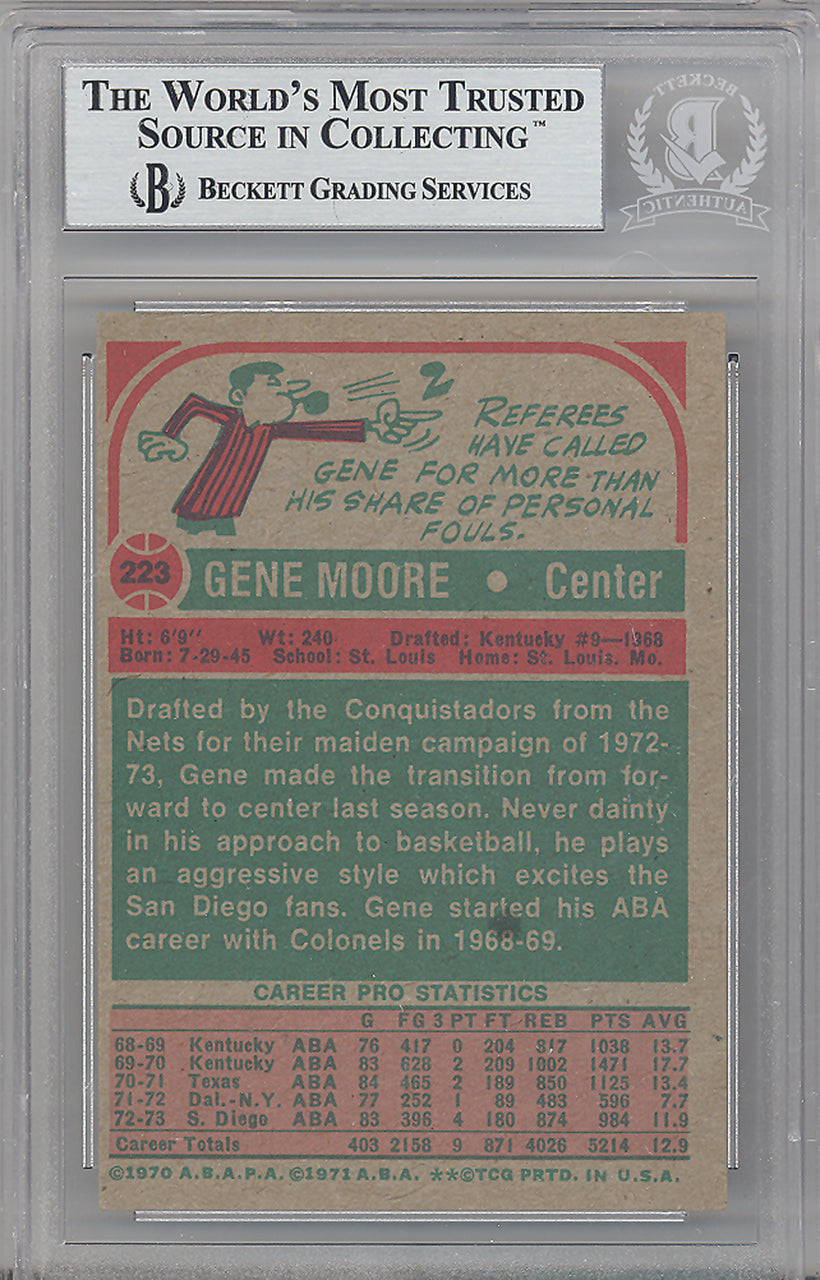 THE WORLD'S MOST TRUSTED
SOURCE IN COLLECTING™
B BECKETT GRADING SERVICES
BECKETT
B
AUTHENTIC
2
REFEREES
HAVE CALLED
GENE FOR MORE THAN
HIS SHARE OF PERSONAL
FOULS.
223 GENE MOORE • Center
Ht: 6'9" Wt: 240 Drafted: Kentucky #9—1968
Born: 7-29-45 School: St. Louis Home: St. Louis, Mo.
Drafted by the Conquistadors from the
Nets for their maiden campaign of 1972-
73, Gene made the transition from for-
ward to center last season. Never dainty
in his approach to basketball, he plays
an aggressive style which excites the
San Diego fans. Gene started his ABA
career with Colonels in 1968-69.
CAREER PRO STATISTICS
G FG 3 PT FT REB PTS AVG
68-69 Kentucky ABA 76 417 0 204 817 1038 13.7
69-70 Kentucky ABA 83 628 2 209 1002 1471 17.7
70-71 Texas ABA 84 465 2 189 850 1125 13.4
71-72 Dal.-N.Y. ABA 77 252 1 89 483 596 7.7
72-73 S. Diego ABA 83 396 4 180 874 984 11.9
Career Totals 403 2158 9 871 4026 5214 12.9
©1970 A.B.A.P.A. ©1971 A.B.A. **©TCG PRTD. IN U.S.A.